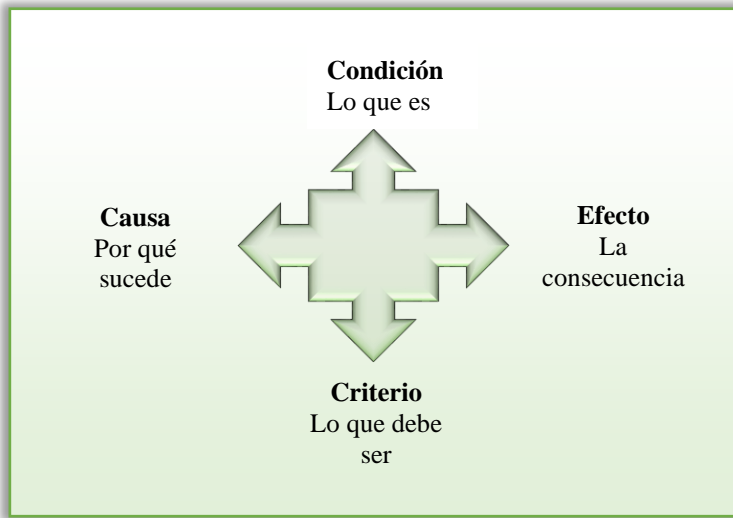 Condición
Lo que es
Causa
Por qué
sucede
Efecto
La
consecuencia
Criterio
Lo que debe
ser